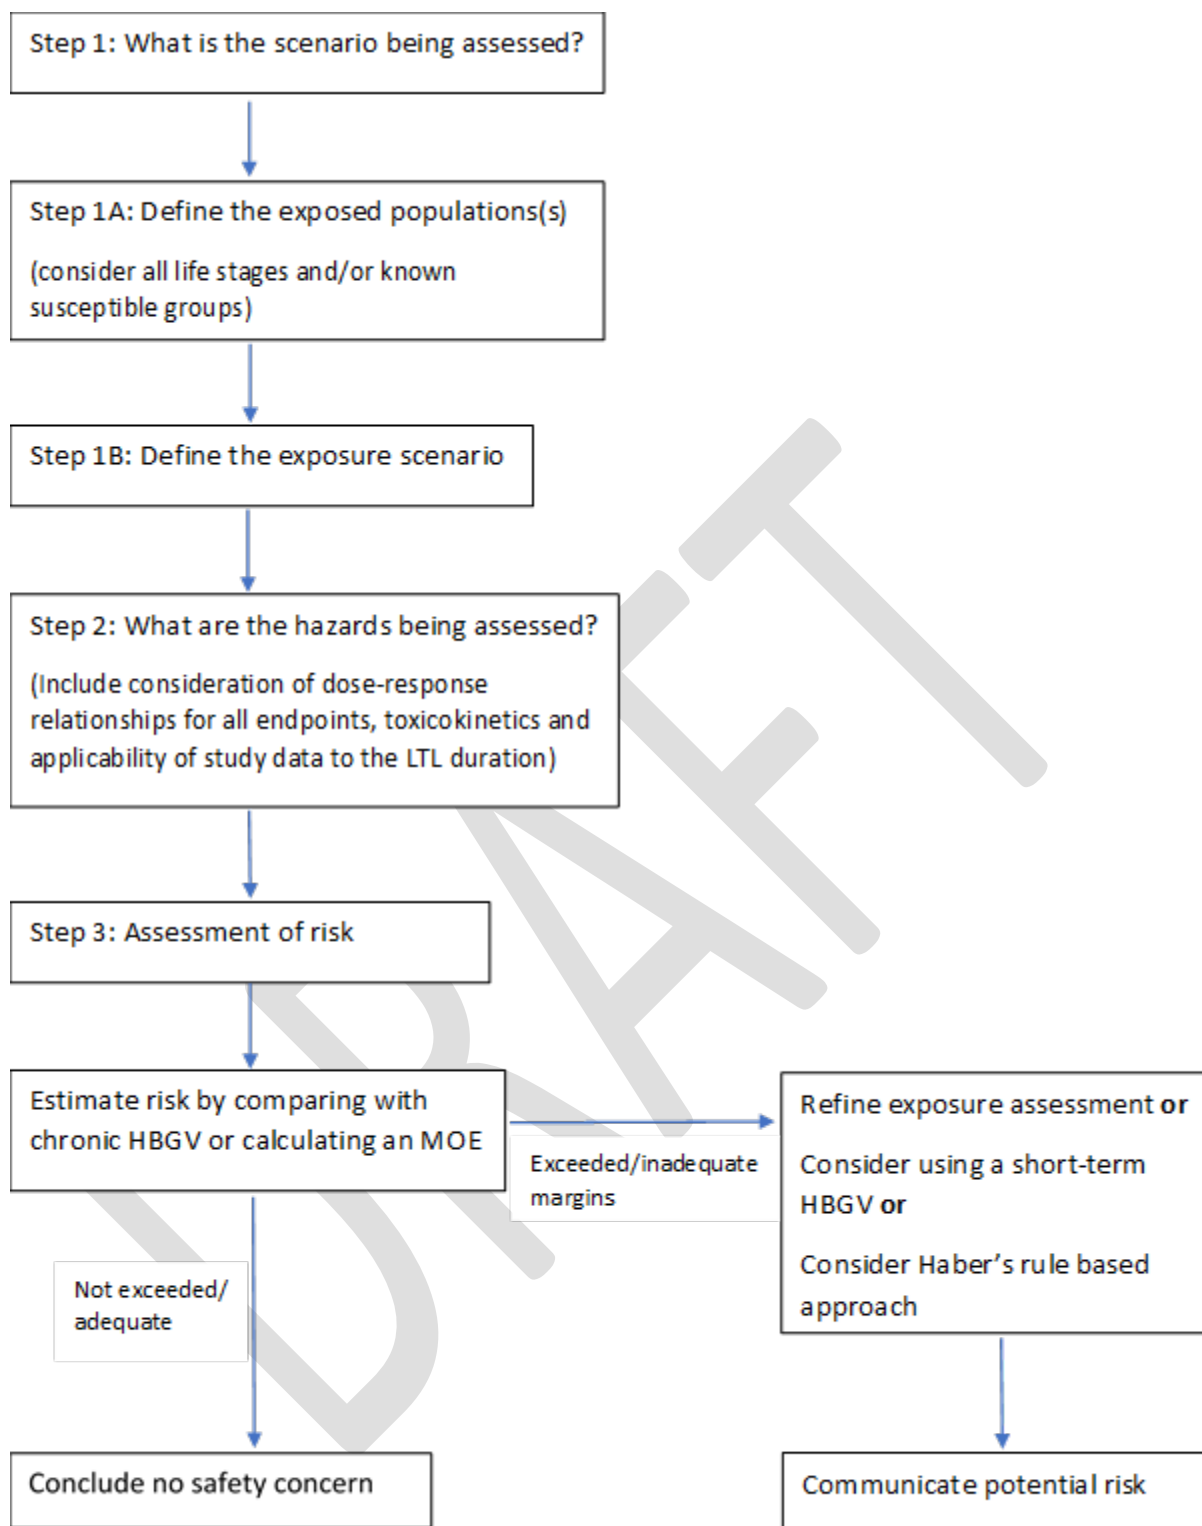 Step 1: What is the scenario being assessed?
Step 1A: Define the exposed populations(s)
(consider all life stages and/or known
susceptible groups)
Step 1B: Define the exposure scenario
Step 2: What are the hazards being assessed?
(Include consideration of dose-response
relationships for all endpoints, toxicokinetics and
applicability of study data to the LTL duration)
Step 3: Assessment of risk
Estimate risk by comparing with
chronic HBGV or calculating an MOE
Exceeded/inadequate
margins
Refine exposure assessment or
Consider using a short-term
HBGV or
Consider Haber’s rule based
approach
Not exceeded/
adequate
Conclude no safety concern
Communicate potential risk
DRAFT